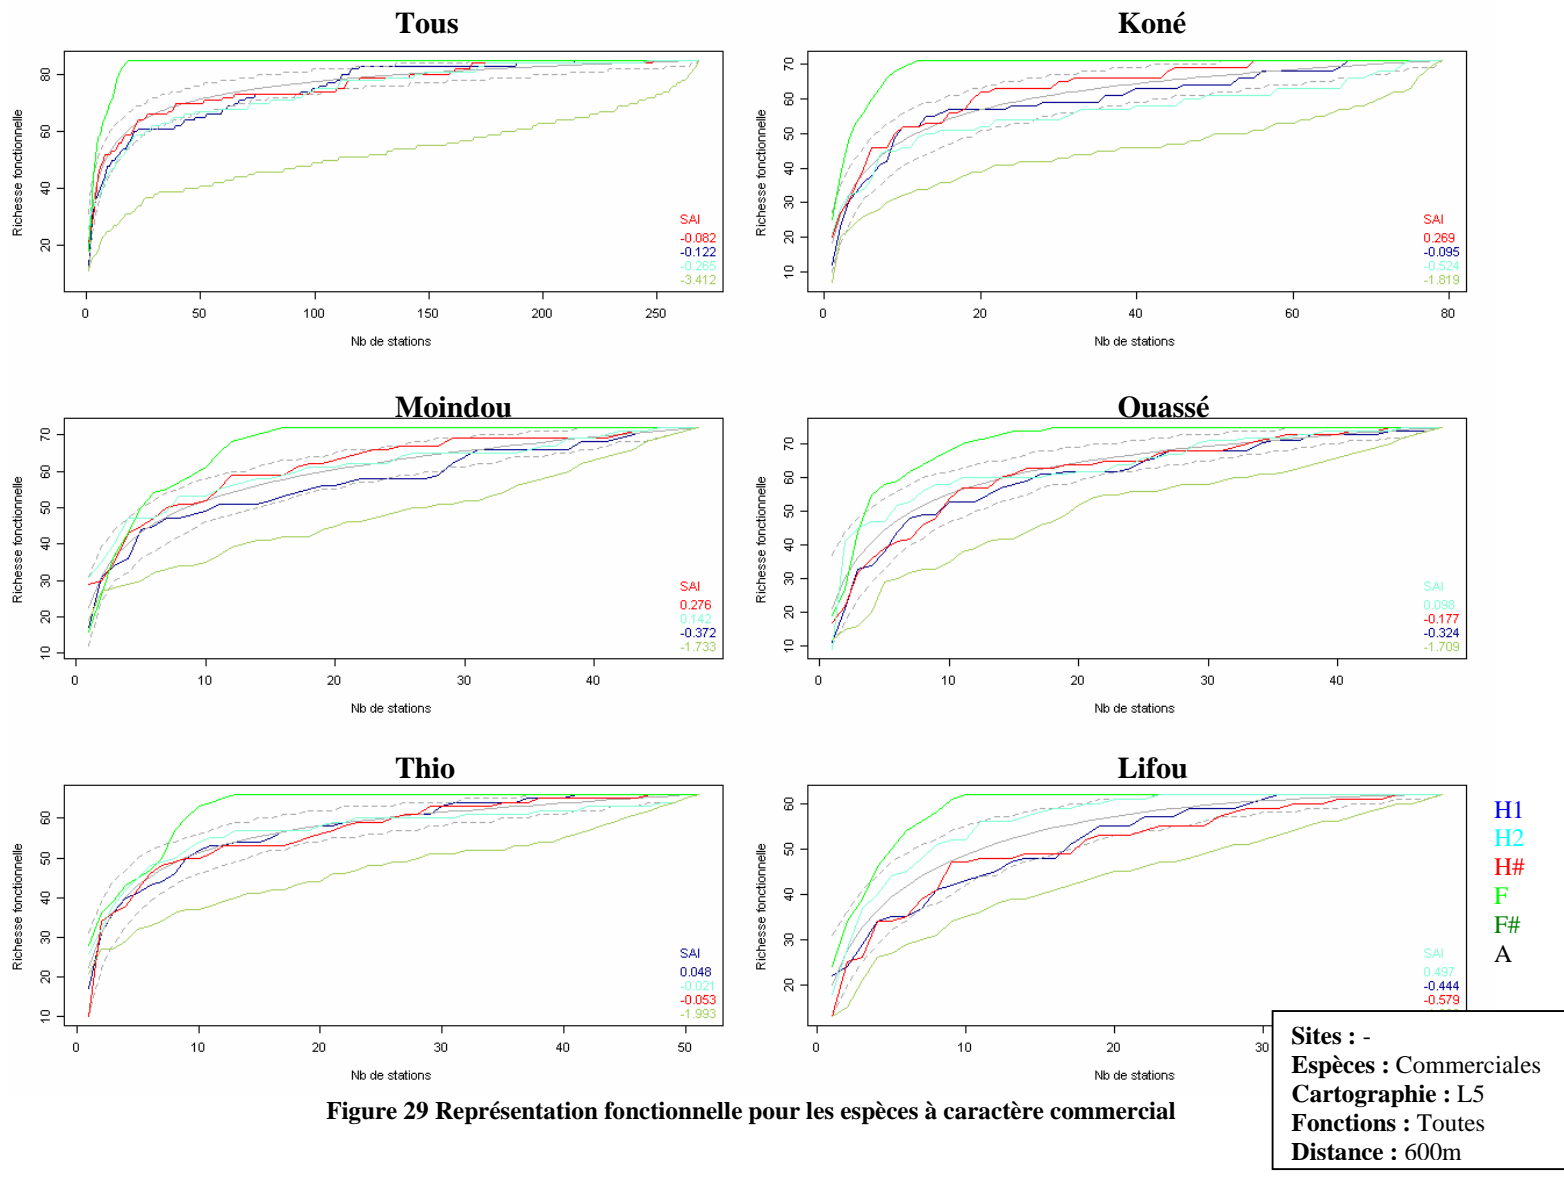 Tous
Richesse fonctionnelle
80
60
40
20
SAI
-0.082
-0.122
-0.265
-3.412
0 50 100 150 200 250
Nb de stations
Koné
Richesse fonctionnelle
70
60
50
40
30
20
10
SAI
0.269
-0.095
-0.524
-1.819
0 20 40 60 80
Nb de stations
Moindou
Richesse fonctionnelle
70
60
50
40
30
20
10
SAI
0.276
0.142
-0.372
-1.733
0 10 20 30 40
Nb de stations
Ouassé
Richesse fonctionnelle
70
60
50
40
30
20
10
SAI
0.098
-0.177
-0.324
-1.709
0 10 20 30 40
Nb de stations
Thio
Richesse fonctionnelle
60
50
40
30
20
10
SAI
0.048
-0.021
-0.053
-1.993
0 10 20 30 40 50
Nb de stations
Lifou
Richesse fonctionnelle
60
50
40
30
20
SAI
0.497
-0.444
-0.579
0 10 20 30
Nb de stations
H1
H2
H#
F
F#
A
Sites : -
Espèces : Commerciales
Cartographie : L5
Fonctions : Toutes
Distance : 600m
Figure 29 Représentation fonctionnelle pour les espèces à caractère commercial